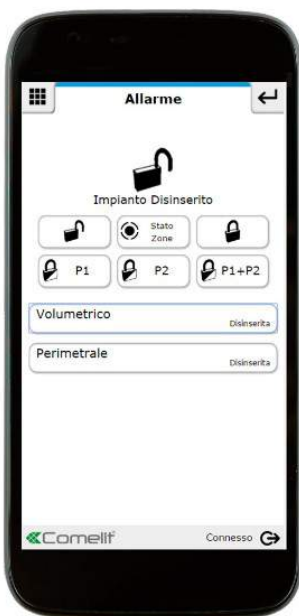 Allarme
Impianto Disinserito
Stato
Zone
P1
P2
P1+P2
Volumetrico
Disinserita
Perimetrale
Disinserita
Comelit
Connesso